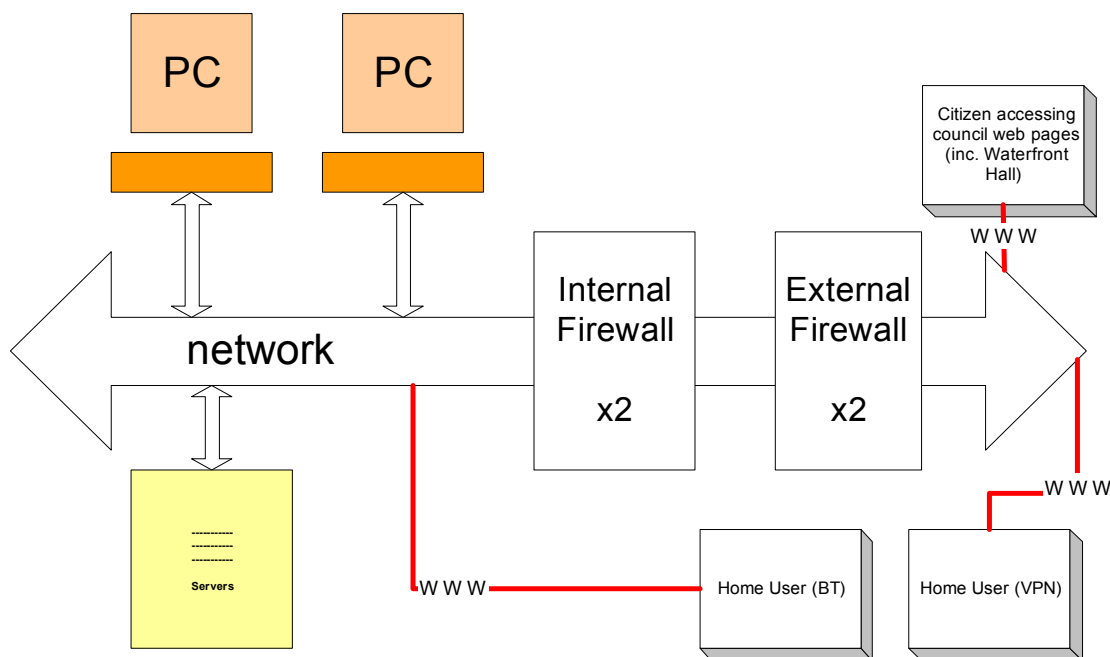 PC
PC
Citizen accessing
council web pages
(inc. Waterfront
Hall)
W W W
Internal
Firewall
x2
External
Firewall
x2
network
W W W
-----------
-----------
-----------
Servers
W W W
Home User (BT)
Home User (VPN)